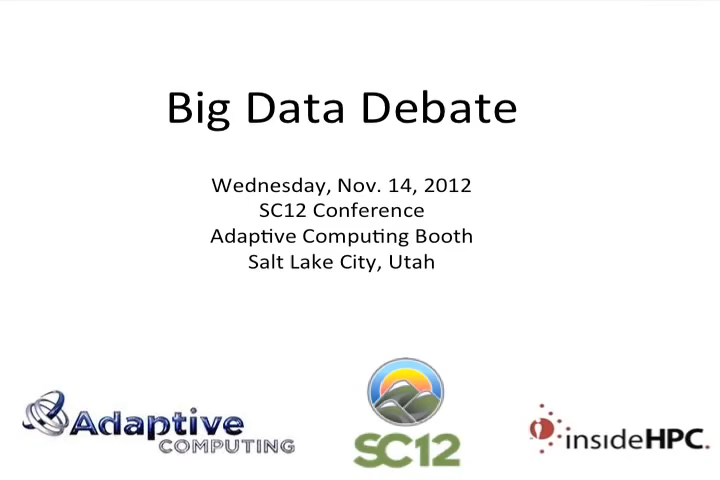 Big Data Debate
Wednesday, Nov. 14, 2012
SC12 Conference
Adaptive Computing Booth
Salt Lake City, Utah
Adaptive
COMPUTING
SC12
insideHPC.